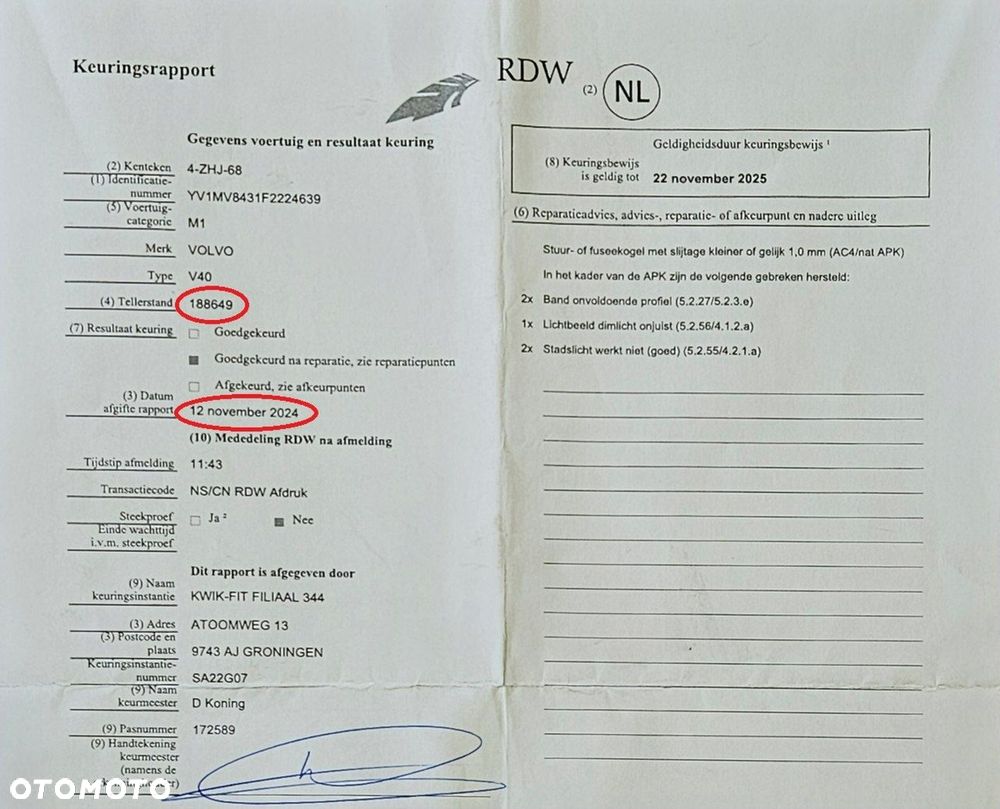 Keuringsrapport
RDW (2) NL
Gegevens voertuig en resultaat keuring
(2) Kenteken 4-ZHJ-68
(1) Identificatie-
nummer YV1MV8431F2224639
(5) Voertuig-
categorie M1
Merk VOLVO
Type V40
(4) Tellerstand 188649
(7) Resultaat keuring Goedgekeurd
Goedgekeurd na reparatie, zie reparatiepunten
Afgekeurd, zie afkeurpunten
(3) Datum
afgifte rapport 12 november 2024
(10) Mededeling RDW na afmelding
Tijdstip afmelding 11:43
Transactiecode NS/CN RDW Afdruk
Steekproef Ja ² Nee
Einde wachttijd
i.v.m. steekproef
Dit rapport is afgegeven door
(9) Naam
keuringsinstantie KWIK-FIT FILIAAL 344
(3) Adres ATOOMWEG 13
(3) Postcode en
plaats 9743 AJ GRONINGEN
Keuringsinstantie-
nummer SA22G07
(9) Naam
keurmeester D Koning
(9) Pasnummer 172589
(9) Handtekening
keurmeester
(namens de
Geldigheidsduur keuringsbewijs ¹
(8) Keuringsbewijs
is geldig tot 22 november 2025
(6) Reparatieadvies, advies-, reparatie- of afkeurpunt en nadere uitleg
Stuur- of fuseekogel met slijtage kleiner of gelijk 1,0 mm (AC4/nat APK)
In het kader van de APK zijn de volgende gebreken hersteld:
2x Band onvoldoende profiel (5.2.27/5.2.3.e)
1x Lichtbeeld dimlicht onjuist (5.2.56/4.1.2.a)
2x Stadslicht werkt niet (goed) (5.2.55/4.2.1.a)
OTOMOTO